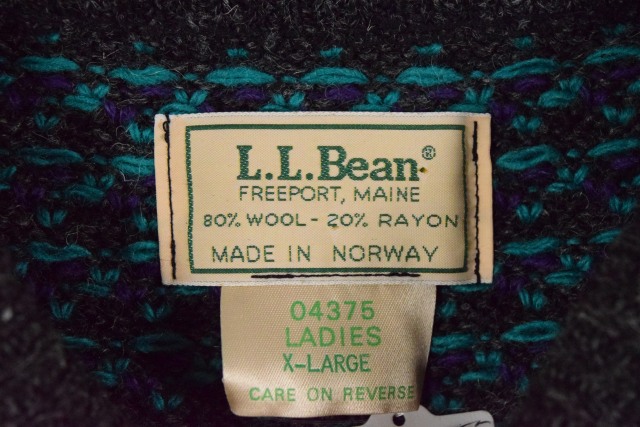 L.L.Bean®
FREEPORT, MAINE
80% WOOL - 20% RAYON
MADE IN NORWAY
04375
LADIES
X-LARGE
CARE ON REVERSE